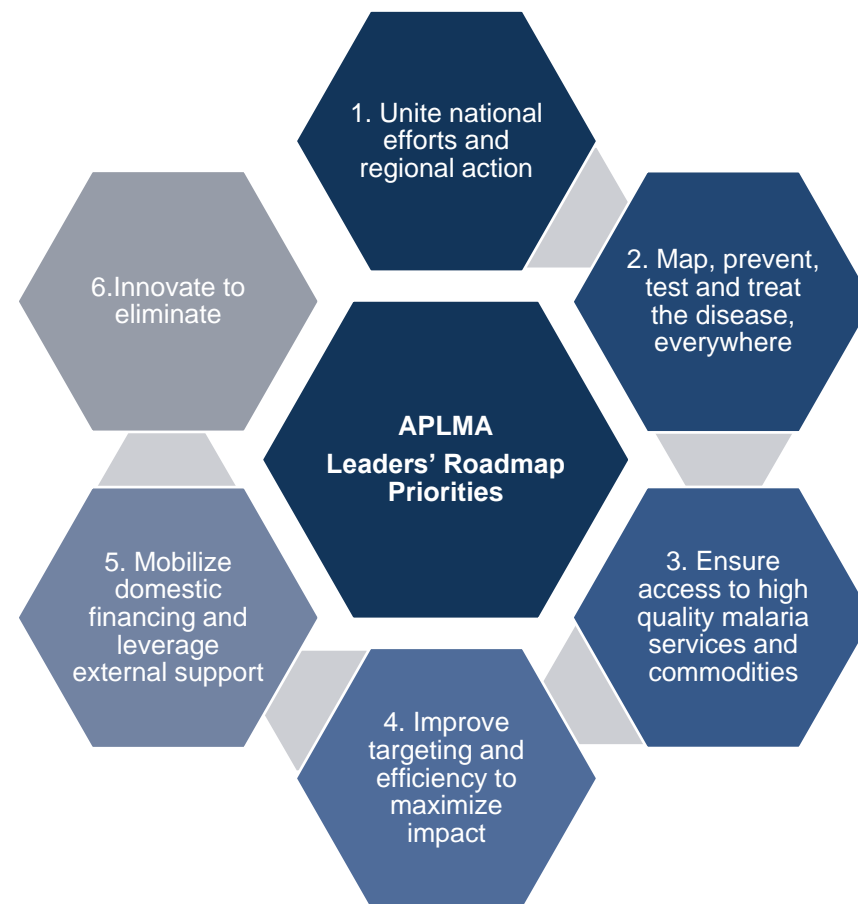 1. Unite national
efforts and
regional action
2. Map, prevent,
test and treat
the disease,
everywhere
3. Ensure
access to high
quality malaria
services and
commodities
4. Improve
targeting and
efficiency to
maximize
impact
5. Mobilize
domestic
financing and
leverage
external support
6.Innovate to
eliminate
APLMA
Leaders’ Roadmap
Priorities